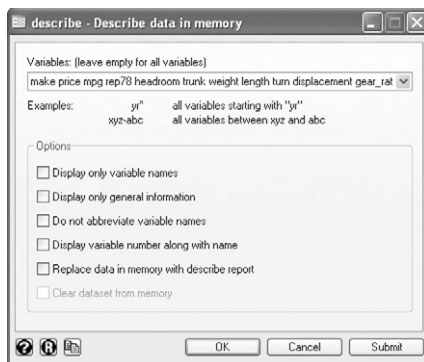 describe - Describe data in memory
Variables: (leave empty for all variables)
make price mpg rep78 headroom trunk weight length turn displacement gear_rat
Examples: yr* all variables starting with "yr"
xyz-abc all variables between xyz and abc
Options
Display only variable names
Display only general information
Do not abbreviate variable names
Display variable number along with name
Replace data in memory with describe report
Clear dataset from memory
? R OK Cancel Submit